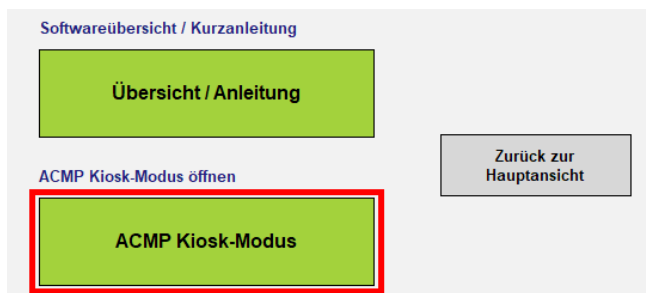 Softwareübersicht / Kurzanleitung
Übersicht / Anleitung
Zurück zur
Hauptansicht
ACMP Kiosk-Modus öffnen
ACMP Kiosk-Modus